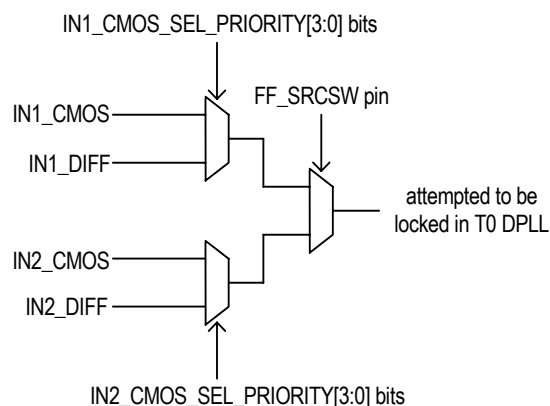 IN1_CMOS_SEL_PRIORITY[3:0] bits
FF_SRCSW pin
IN1_CMOS
IN1_DIFF
attempted to be
locked in T0 DPLL
IN2_CMOS
IN2_DIFF
IN2_CMOS_SEL_PRIORITY[3:0] bits